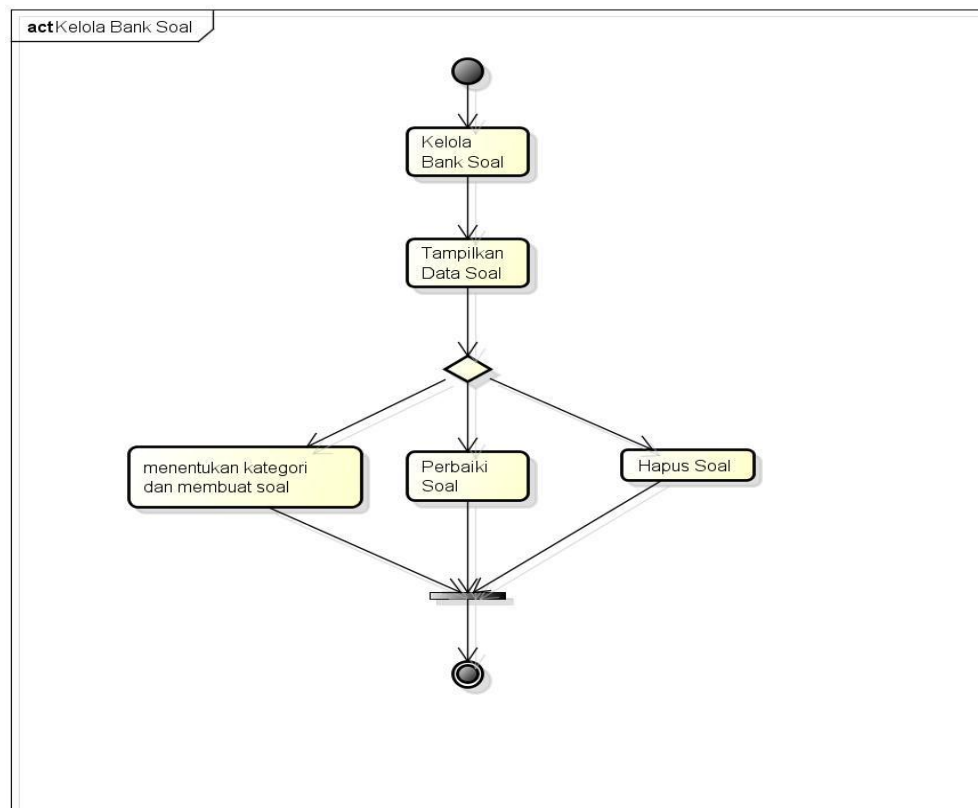 act Kelola Bank Soal
Kelola
Bank Soal
Tampilkan
Data Soal
menentukan kategori
dan membuat soal
Perbaiki
Soal
Hapus Soal